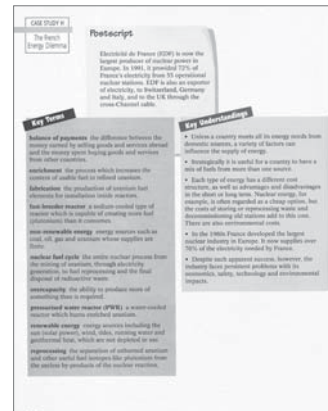 CASE STUDY H
The French
Energy Dilemma
Postscript
Electricité de France (EDF) is now the
largest producer of nuclear power in
Europe. In 1991, it provided 72% of
France's electricity from 55 operational
nuclear stations. EDF is also an exporter
of electricity, to Switzerland, Germany
and Italy, and to the UK through the
cross-Channel cable.
Key Terms
balance of payments the difference between the
money earned by selling goods and services abroad
and the money spent buying goods and services
from other countries.
enrichment the process which increases the
content of usable fuel in refined uranium.
fabrication the production of uranium fuel
elements for installation inside reactors.
fast-breeder reactor a sodium-cooled type of
reactor which is capable of creating more fuel
(plutonium) than it consumes.
non-renewable energy energy sources such as
coal, oil, gas and uranium whose supplies are
finite.
nuclear fuel cycle the entire nuclear process from
the mining of uranium, through electricity
generation, to fuel reprocessing and the final
disposal of radioactive waste.
overcapacity the ability to produce more of
something than is required.
pressurised water reactor (PWR) a water-cooled
reactor which burns enriched uranium.
renewable energy energy sources including the
sun (solar power), wind, tides, running water and
geothermal heat, which are not depleted in use.
reprocessing the separation of unburned uranium
and other useful fuel isotopes like plutonium from
the useless by-products of the nuclear reaction.
Key Understandings
• Unless a country meets all its energy needs from
domestic sources, a variety of factors can
influence the supply of energy.
• Strategically it is useful for a country to have a
mix of fuels from more than one source.
• Each type of energy has a different cost
structure, as well as advantages and disadvantages
in the short or long term. Nuclear energy, for
example, is often regarded as a cheap option, but
the costs of storing or reprocessing waste and
decommissioning old stations add to this cost.
There are also environmental costs.
• In the 1980s France developed the largest
nuclear industry in Europe. It now supplies over
70% of the electricity needed by France.
• Despite such apparent success, however, the
industry faces persistent problems with its
economics, safety, technology and environmental
impacts.